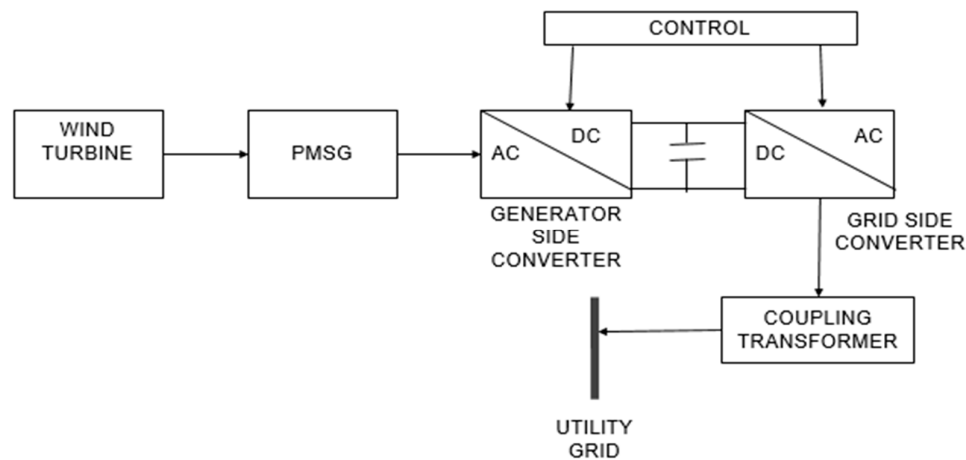 CONTROL
WIND
TURBINE
PMSG
AC
DC
DC
AC
GENERATOR
SIDE
CONVERTER
GRID SIDE
CONVERTER
COUPLING
TRANSFORMER
UTILITY
GRID